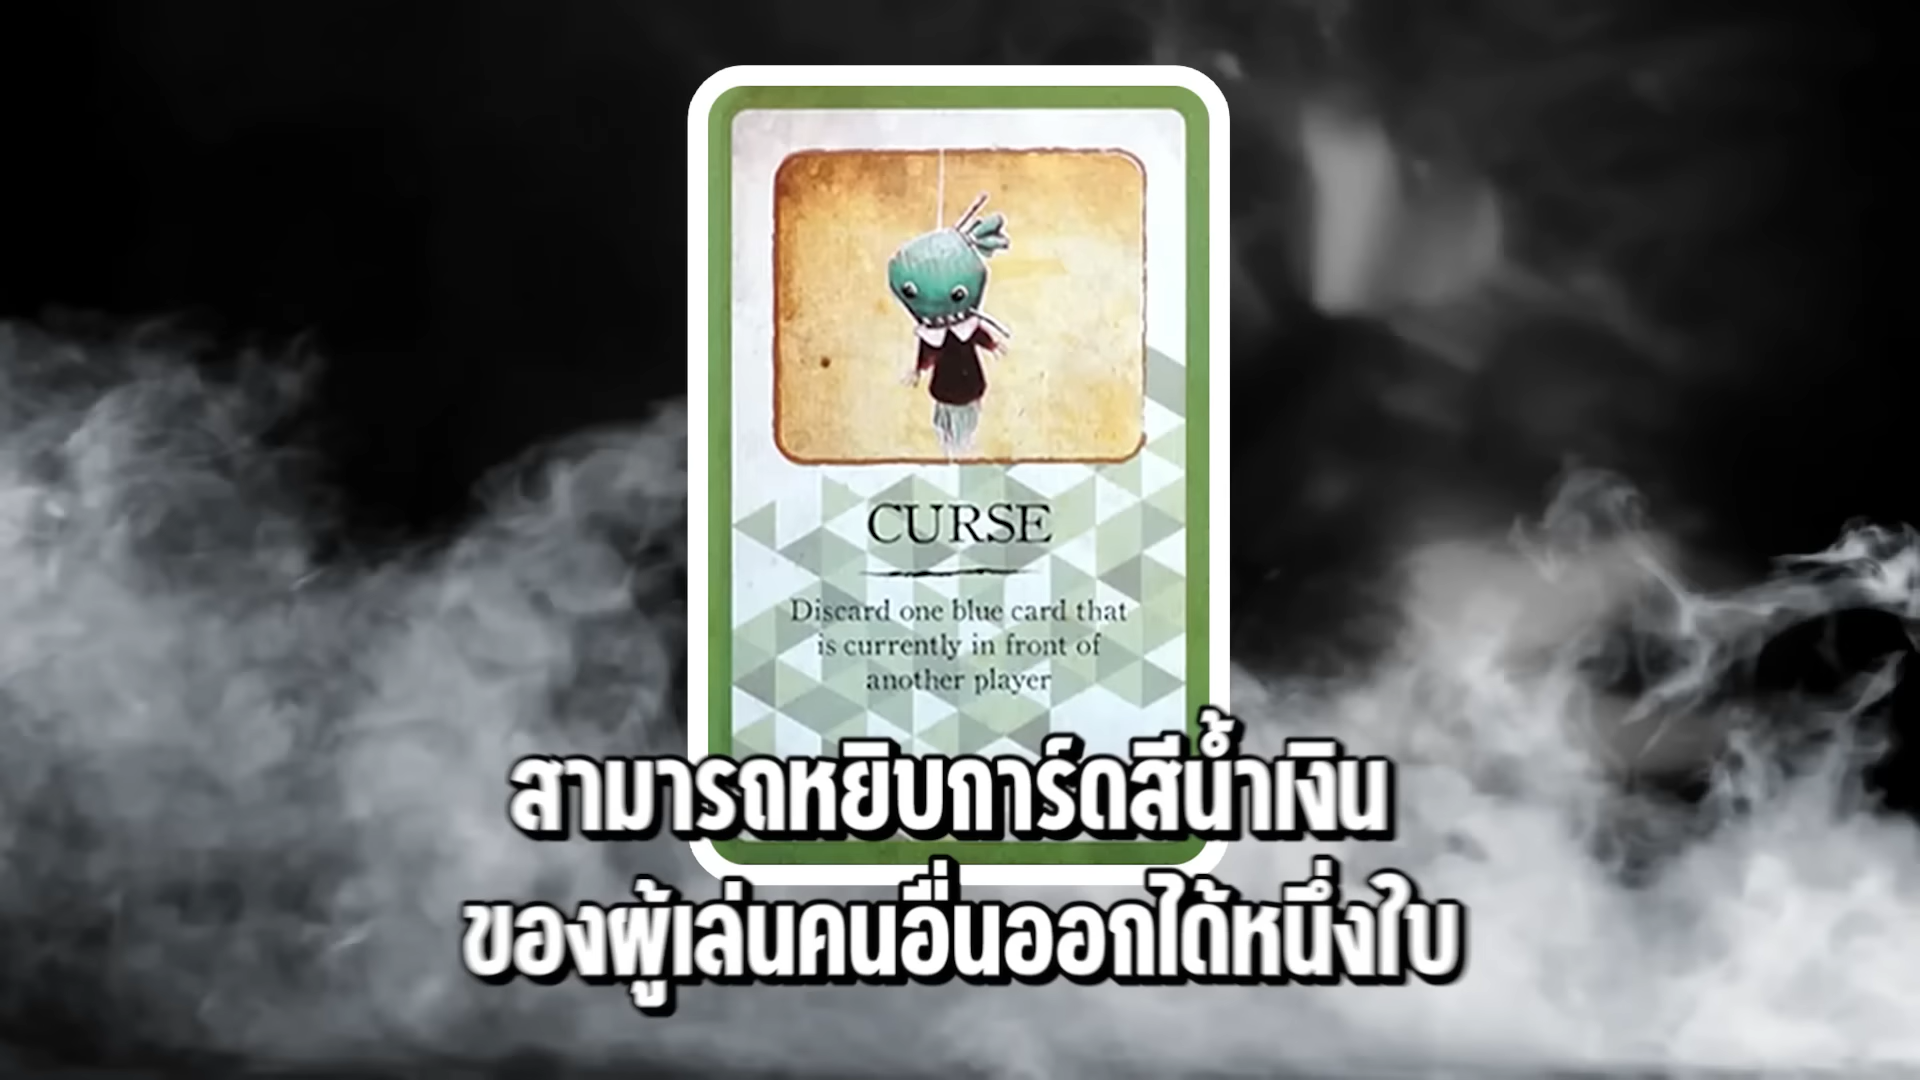 CURSE
Discard one blue card that
is currently in front of
another player
สามารถหยิบการ์ดสีน้ำเงิน
ของผู้เล่นคนอื่นออกได้หนึ่งใบ